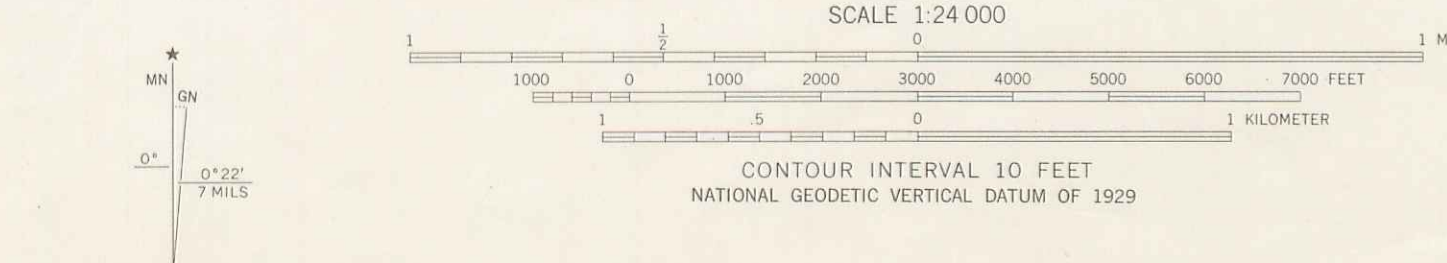 SCALE 1:24 000
1 1/2 0 1 M
1000 0 1000 2000 3000 4000 5000 6000 7000 FEET
1 .5 0 1 KILOMETER
CONTOUR INTERVAL 10 FEET
NATIONAL GEODETIC VERTICAL DATUM OF 1929
★
MN
GN
0°
0°22'
7 MILS